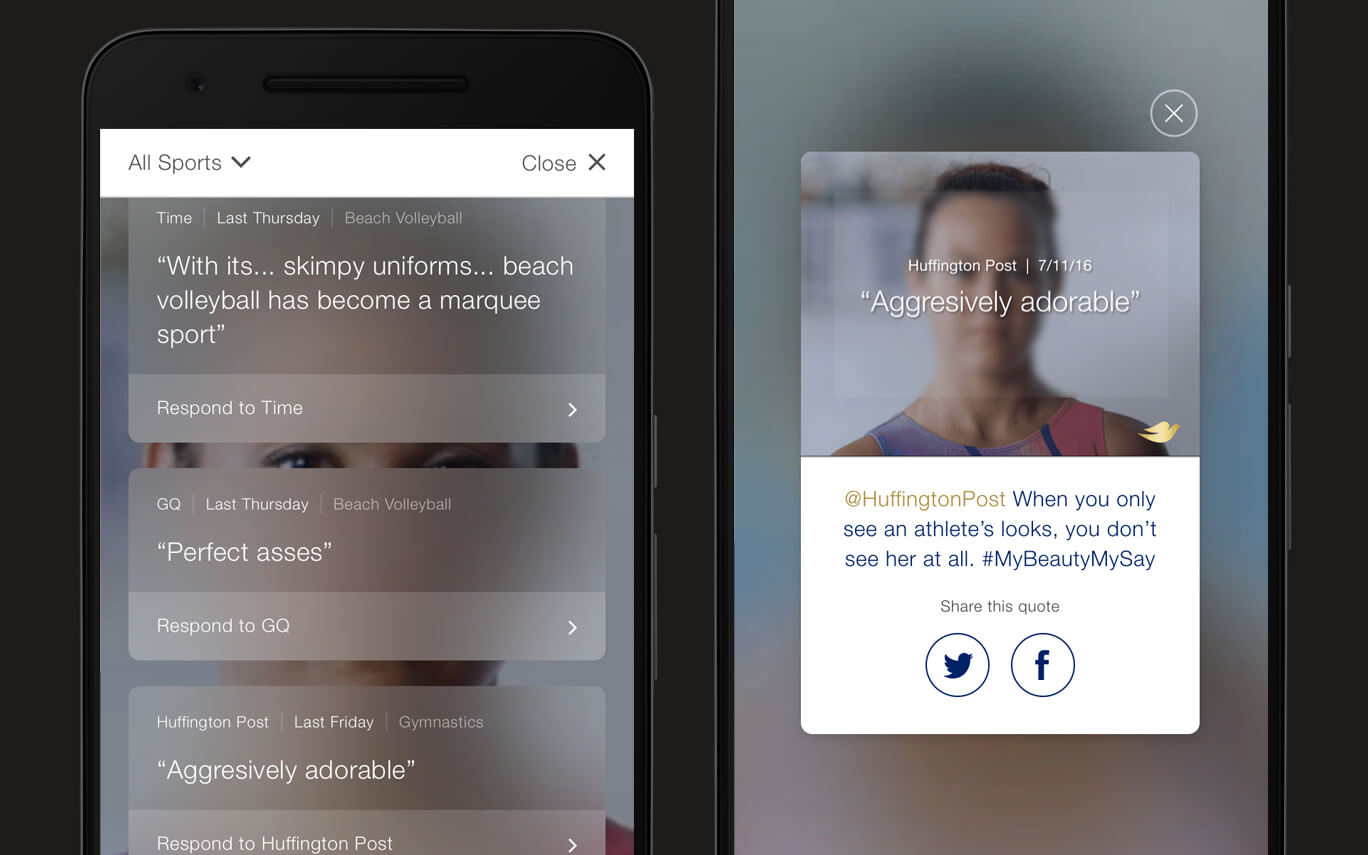 All Sports
Close
Time | Last Thursday | Beach Volleyball
“With its... skimpy uniforms... beach
volleyball has become a marquee
sport”
Respond to Time
GQ | Last Thursday | Beach Volleyball
“Perfect asses”
Respond to GQ
Huffington Post | Last Friday | Gymnastics
“Aggresively adorable”
Respond to Huffington Post
Huffington Post | 7/11/16
“Aggresively adorable”
@HuffingtonPost When you only
see an athlete’s looks, you don’t
see her at all. #MyBeautyMySay
Share this quote